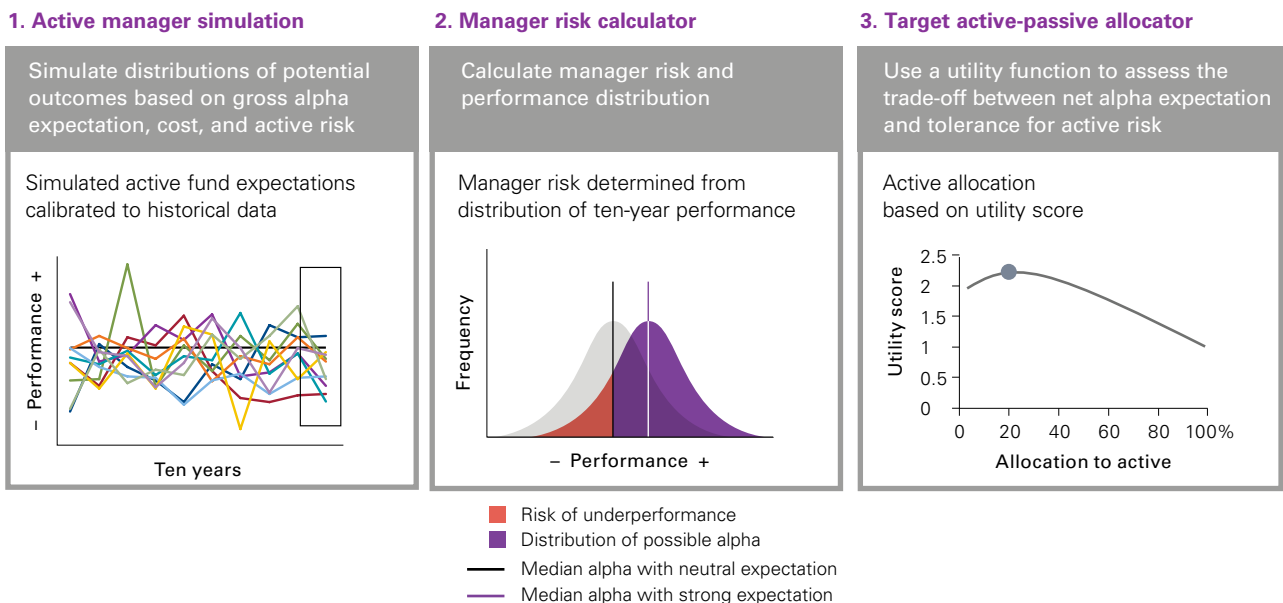 1. Active manager simulation
Simulate distributions of potential
outcomes based on gross alpha
expectation, cost, and active risk
Simulated active fund expectations
calibrated to historical data
– Performance +
Ten years
2. Manager risk calculator
Calculate manager risk and
performance distribution
Manager risk determined from
distribution of ten-year performance
Frequency
– Performance +
Risk of underperformance
Distribution of possible alpha
Median alpha with neutral expectation
Median alpha with strong expectation
3. Target active-passive allocator
Use a utility function to assess the
trade-off between net alpha expectation
and tolerance for active risk
Active allocation
based on utility score
Utility score
2.5
2
1.5
1
0.5
0
0 20 40 60 80 100%
Allocation to active